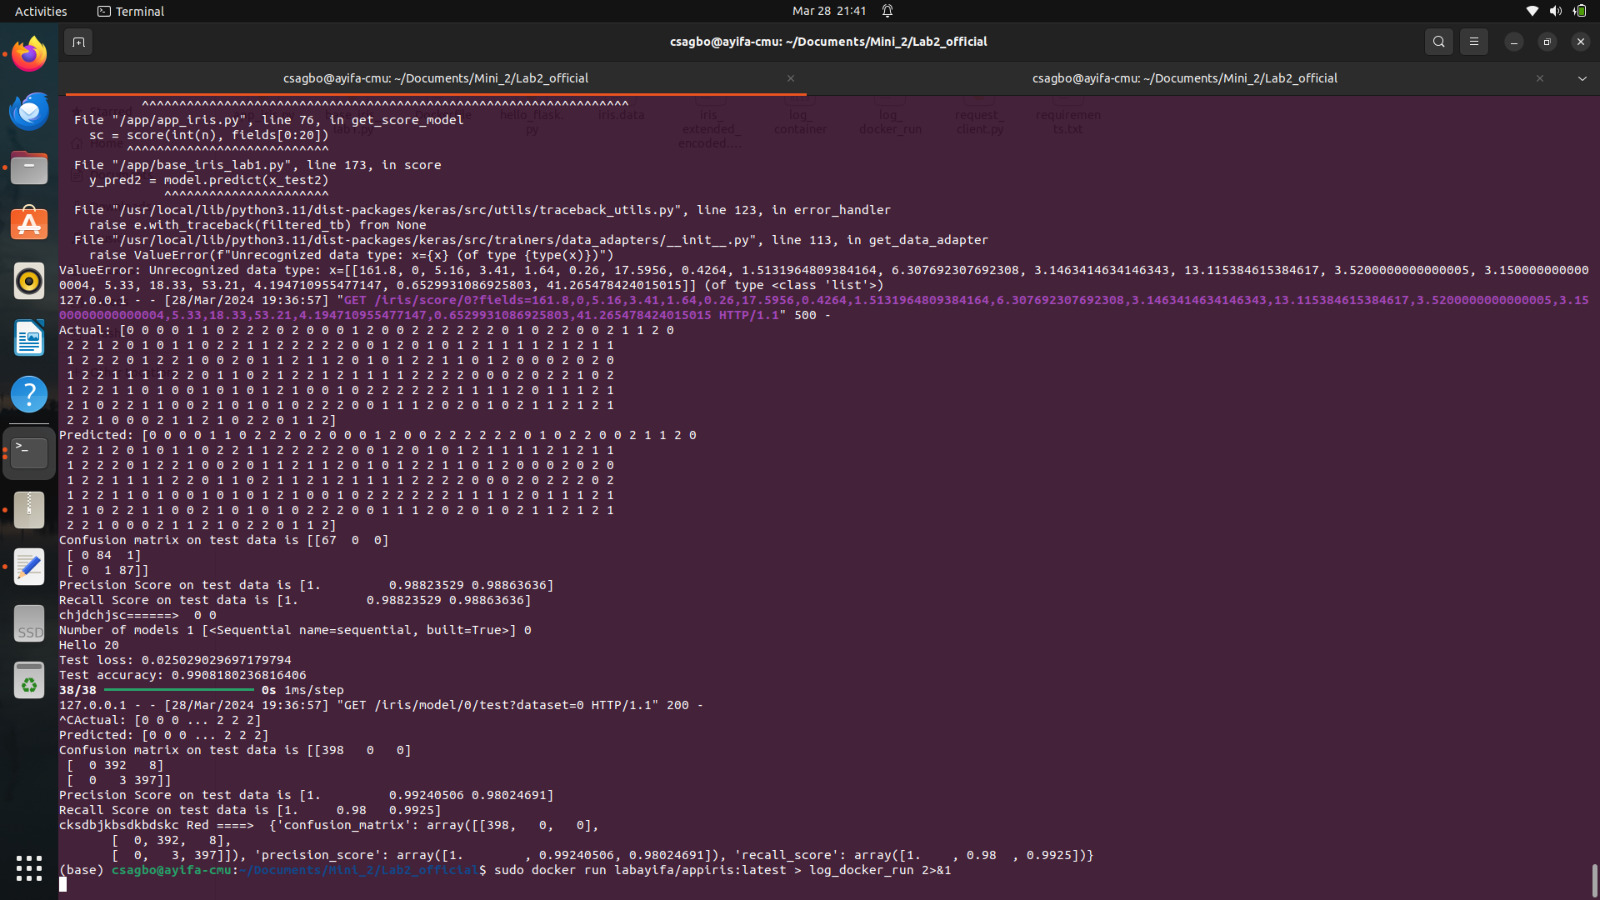 Activities
Terminal
Mar 28 21:41
csagbo@ayifa-cmu: ~/Documents/Mini_2/Lab2_official
csagbo@ayifa-cmu: ~/Documents/Mini_2/Lab2_official
csagbo@ayifa-cmu: ~/Documents/Mini_2/Lab2_official
^^^^^^^^^^^^^^^^^^^^^^^^^^^^^^^^^^^^^^^^^^^^^^^^^^^^^^^^^^^^^^^^^
File "/app/app_iris.py", line 76, in get_score_model
sc = score(int(n), fields[0:20])
^^^^^^^^^^^^^^^^^^^^^^^^^^^
File "/app/base_iris_lab1.py", line 173, in score
y_pred2 = model.predict(x_test2)
^^^^^^^^^^^^^^^^^^^^^^
File "/usr/local/lib/python3.11/dist-packages/keras/src/utils/traceback_utils.py", line 123, in error_handler
raise e.with_traceback(filtered_tb) from None
File "/usr/local/lib/python3.11/dist-packages/keras/src/trainers/data_adapters/__init__.py", line 113, in get_data_adapter
raise ValueError(f"Unrecognized data type: x={x} (of type {type(x)})")
ValueError: Unrecognized data type: x=[[161.8, 0, 5.16, 3.41, 1.64, 0.26, 17.5956, 0.4264, 1.5131964809384164, 6.307692307692308, 3.1463414634146343, 13.115384615384617, 3.5200000000000005, 3.150000000000
0004, 5.33, 18.33, 53.21, 4.194710955477147, 0.6529931086925803, 41.265478424015015]] (of type <class 'list'>)
127.0.0.1 - - [28/Mar/2024 19:36:57] "GET /iris/score/0?fields=161.8,0,5.16,3.41,1.64,0.26,17.5956,0.4264,1.5131964809384164,6.307692307692308,3.1463414634146343,13.115384615384617,3.5200000000000005,3.150
0000000000004,5.33,18.33,53.21,4.194710955477147,0.6529931086925803,41.265478424015015 HTTP/1.1" 500 -
Actual: [0 0 0 0 1 1 0 2 2 2 0 2 0 0 0 1 2 0 0 2 2 2 2 2 2 0 1 0 2 2 0 0 2 1 1 2 0
2 2 1 2 0 1 0 1 1 0 2 2 1 1 2 2 2 2 2 0 0 1 2 0 1 0 1 2 1 1 1 1 2 1 2 1 1
1 2 2 2 0 1 2 2 1 0 0 2 0 1 1 2 1 1 2 0 1 0 1 2 2 1 1 0 1 2 0 0 0 2 0 2 0
1 2 2 1 1 1 1 2 2 0 1 1 0 2 1 2 2 1 2 1 1 1 1 2 2 2 2 0 0 0 2 0 2 2 1 0 2
1 2 2 1 1 0 1 0 0 1 0 1 0 1 2 1 0 0 1 0 2 2 2 2 2 2 1 1 1 1 2 0 1 1 1 2 1
2 1 0 2 2 1 1 0 0 2 1 0 1 0 1 0 2 2 2 0 0 1 1 1 2 0 2 0 1 0 2 1 1 2 1 2 1
2 2 1 0 0 0 2 1 1 2 1 0 2 2 0 1 1 2]
Predicted: [0 0 0 0 1 1 0 2 2 2 0 2 0 0 0 1 2 0 0 2 2 2 2 2 2 0 1 0 2 2 0 0 2 1 1 2 0
2 2 1 2 0 1 0 1 1 0 2 2 1 1 2 2 2 2 2 0 0 1 2 0 1 0 1 2 1 1 1 1 2 1 2 1 1
1 2 2 2 0 1 2 2 1 0 0 2 0 1 1 2 1 1 2 0 1 0 1 2 2 1 1 0 1 2 0 0 0 2 0 2 0
1 2 2 1 1 1 1 2 2 0 1 1 0 2 1 1 2 1 2 1 1 1 1 2 2 2 2 0 0 0 2 0 2 2 2 0 2
1 2 2 1 1 0 1 0 0 1 0 1 0 1 2 1 0 0 1 0 2 2 2 2 2 2 1 1 1 1 2 0 1 1 1 2 1
2 1 0 2 2 1 1 0 0 2 1 0 1 0 1 0 2 2 2 0 0 1 1 1 2 0 2 0 1 0 2 1 1 2 1 2 1
2 2 1 0 0 0 2 1 1 2 1 0 2 2 0 1 1 2]
Confusion matrix on test data is [[67  0  0]
[ 0 84  1]
[ 0  1 87]]
Precision Score on test data is [1.         0.98823529 0.98863636]
Recall Score on test data is [1.         0.98823529 0.98863636]
chjdchjsc======>  0 0
Number of models 1 [<Sequential name=sequential, built=True>] 0
Hello 20
Test loss: 0.025029029697179794
Test accuracy: 0.9908180236816406
38/38 0s 1ms/step
127.0.0.1 - - [28/Mar/2024 19:36:57] "GET /iris/model/0/test?dataset=0 HTTP/1.1" 200 -
^CActual: [0 0 0 ... 2 2 2]
Predicted: [0 0 0 ... 2 2 2]
Confusion matrix on test data is [[398   0   0]
[  0 392   8]
[  0   3 397]]
Precision Score on test data is [1.         0.99240506 0.98024691]
Recall Score on test data is [1.     0.98   0.9925]
cksdbjkbsdkbdskc Red ====>  {'confusion_matrix': array([[398,   0,   0],
[  0, 392,   8],
[  0,   3, 397]]), 'precision_score': array([1.        , 0.99240506, 0.98024691]), 'recall_score': array([1.    , 0.98  , 0.9925])}
(base) csagbo@ayifa-cmu:~/Documents/Mini_2/Lab2_official$ sudo docker run labayifa/appiris:latest > log_docker_run 2>&1